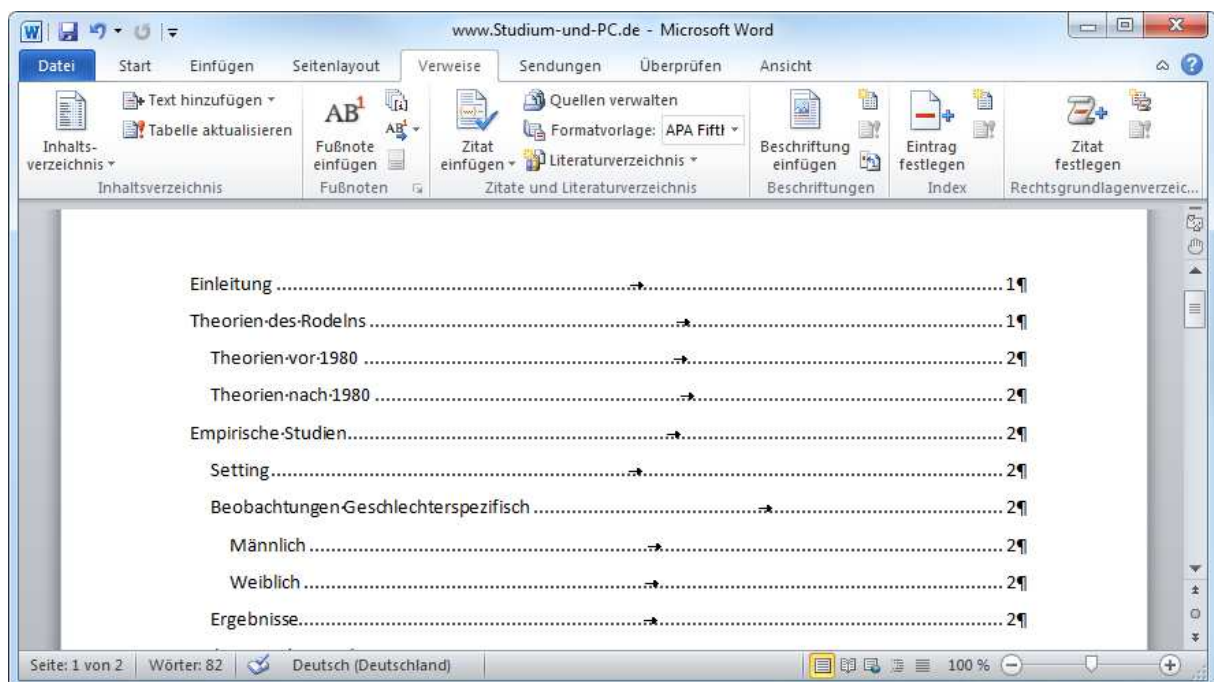 www.Studium-und-PC.de - Microsoft Word
Datei Start Einfügen Seitenlayout Verweise Sendungen Überprüfen Ansicht
Inhalts-
verzeichnis
Text hinzufügen
Tabelle aktualisieren
Inhaltsverzeichnis
AB¹
Fußnote
einfügen
AB
Fußnoten
Zitat
einfügen
Quellen verwalten
Formatvorlage: APA Fifth
Literaturverzeichnis
Zitate und Literaturverzeichnis
Beschriftung
einfügen
Beschriftungen
Eintrag
festlegen
Index
Zitat
festlegen
Rechtsgrundlagenverzeic...
Einleitung ..........→.......... 1¶
Theorien·des·Rodelns ..........→.......... 1¶
Theorien·vor·1980 ..........→.......... 2¶
Theorien·nach·1980 ..........→.......... 2¶
Empirische·Studien ..........→.......... 2¶
Setting ..........→.......... 2¶
Beobachtungen·Geschlechterspezifisch ..........→.......... 2¶
Männlich ..........→.......... 2¶
Weiblich ..........→.......... 2¶
Ergebnisse ..........→.......... 2¶
Seite: 1 von 2 Wörter: 82 Deutsch (Deutschland) 100 %